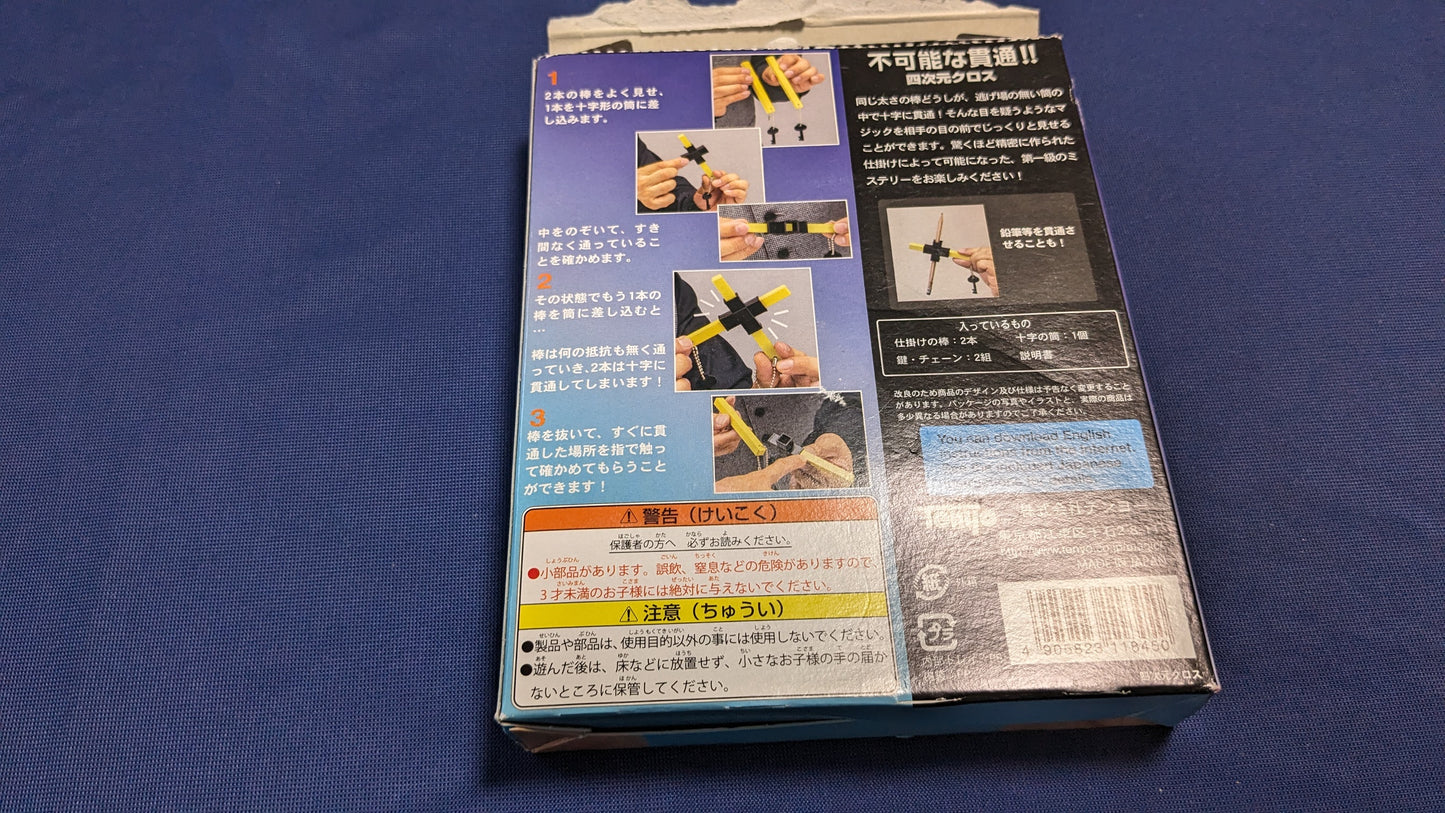 1
2本の棒をよく見せ、
1本を十字形の筒に差
し込みます。
中をのぞいて、すき
間なく通っているこ
とを確かめます。
2
その状態でもう1本の
棒を筒に差し込むと
…
棒は何の抵抗も無く通
っていき、2本は十字に
貫通してしまいます!
3
棒を抜いて、すぐに貫
通した場所を指で触っ
て確かめてもらうこと
ができます!
警告(けいこく)
保護者の方へ 必ずお読みください。
●小部品があります。誤飲、窒息などの危険がありますので、
3才未満のお子様には絶対に与えないでください。
注意(ちゅうい)
●製品や部品は、使用目的以外の事には使用しないでください。
●遊んだ後は、床などに放置せず、小さなお子様の手の届か
ないところに保管してください。
不可能な貫通!!
四次元クロス
同じ太さの棒どうしが、逃げ場の無い筒の
中で十字に貫通!そんな目を疑うようなマ
ジックを相手の目の前でじっくりと見せる
ことができます。驚くほど精密に作られた
仕掛けによって可能になった、第一級のミ
ステリーをお楽しみください!
鉛筆等を貫通さ
せることも!
入っているもの
仕掛けの棒:2本 十字の筒:1個
鍵・チェーン:2組 説明書
改良のため商品のデザイン及び仕様は予告なく変更すること
があります。パッケージの写真やイラストと、実際の商品は
多少異なる場合がありますのでご了承ください。
You can download English
instructions from the internet
Tenyo
http://www.tenyo
MADE
紙
プラ
4 905823 119450
四次元クロス